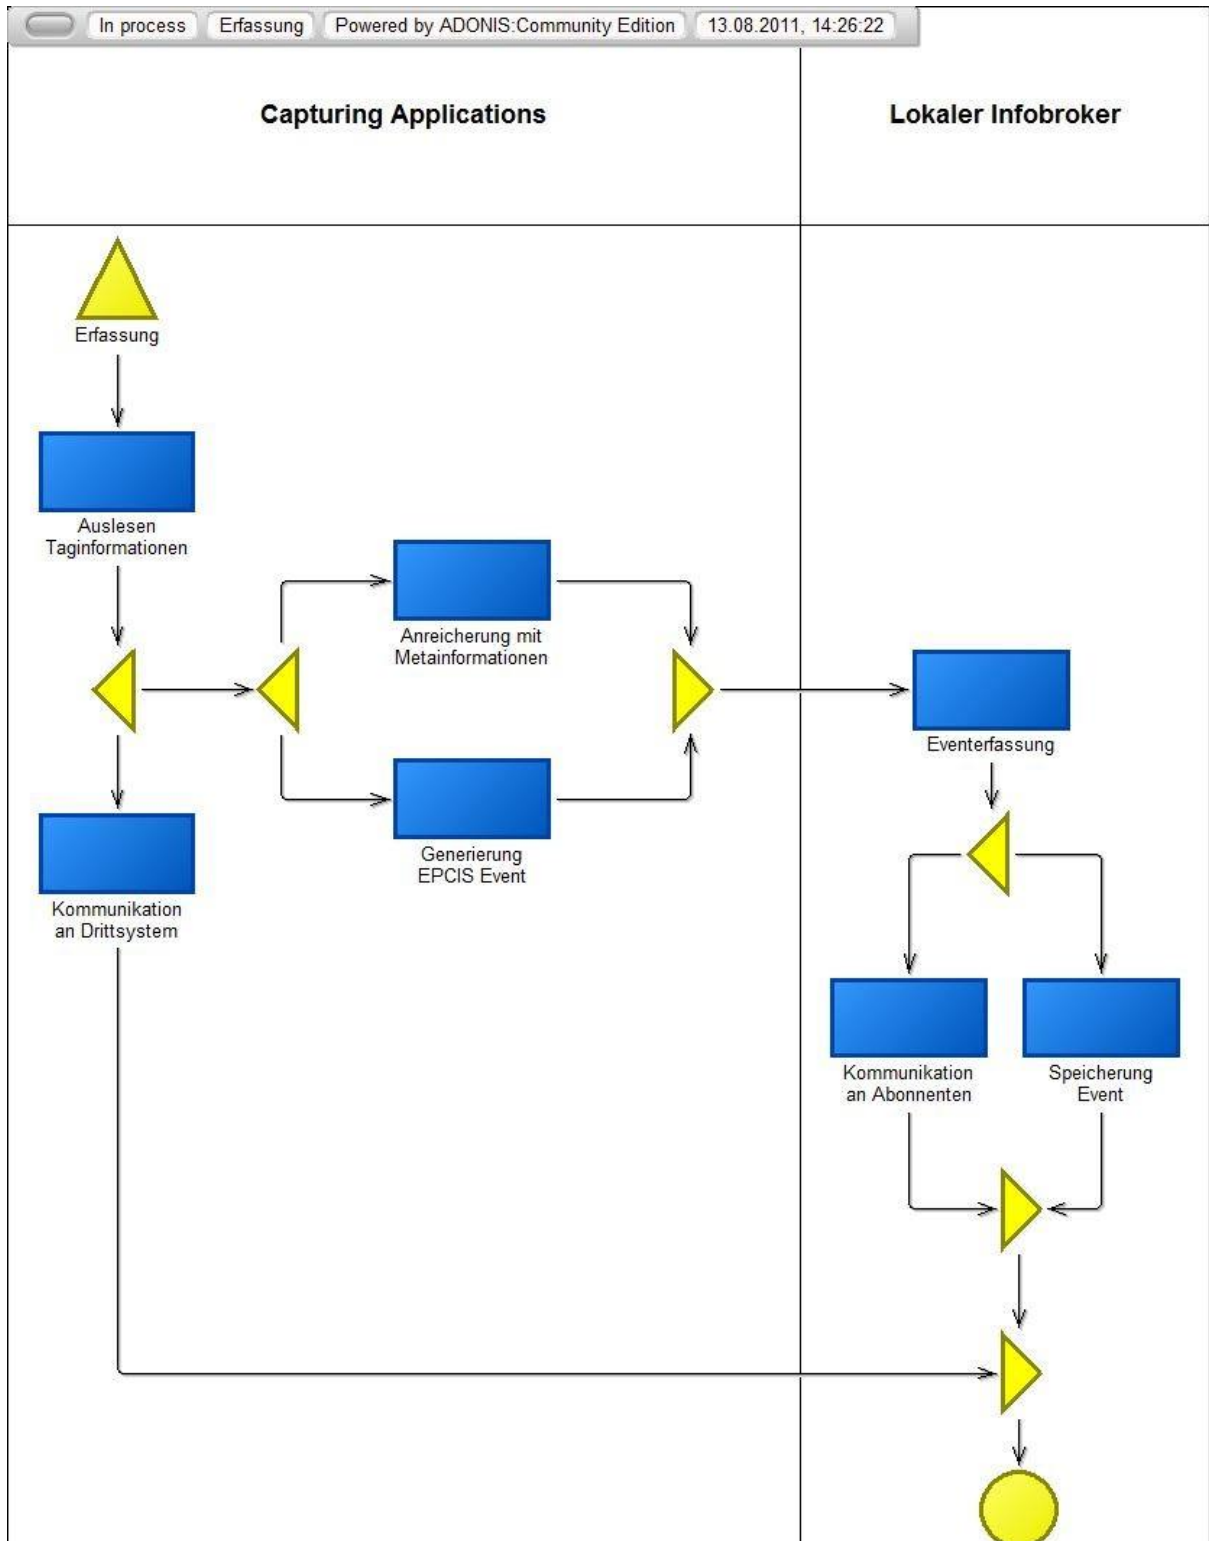 In process Erfassung Powered by ADONIS:Community Edition 13.08.2011, 14:26:22
Capturing Applications
Lokaler Infobroker
Erfassung
Auslesen
Taginformationen
Anreicherung mit
Metainformationen
Eventerfassung
Generierung
EPCIS Event
Kommunikation
an Drittsystem
Kommunikation
an Abonnenten
Speicherung
Event